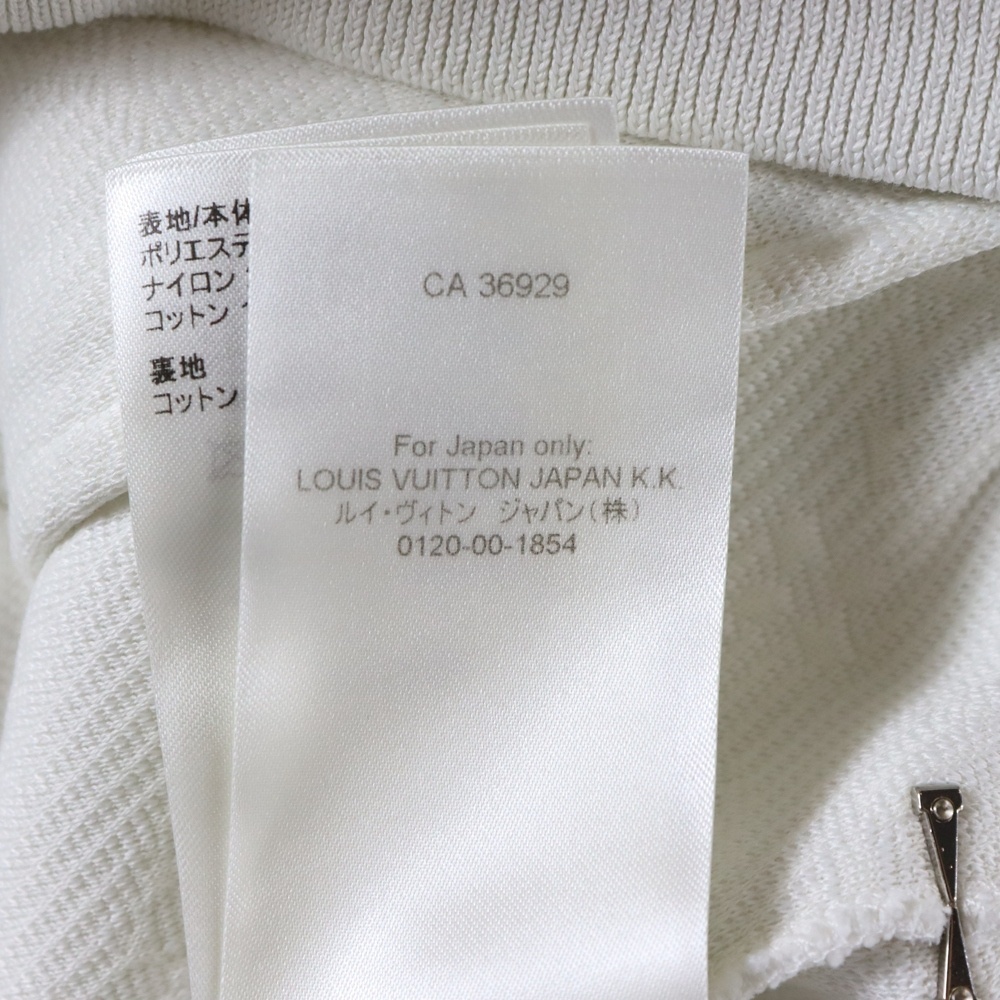 表地/本体
ポリエステ
ナイロン
コットン
裏地
コットン
CA 36929
For Japan only:
LOUIS VUITTON JAPAN K.K.
ルイ・ヴィトン ジャパン(株)
0120-00-1854